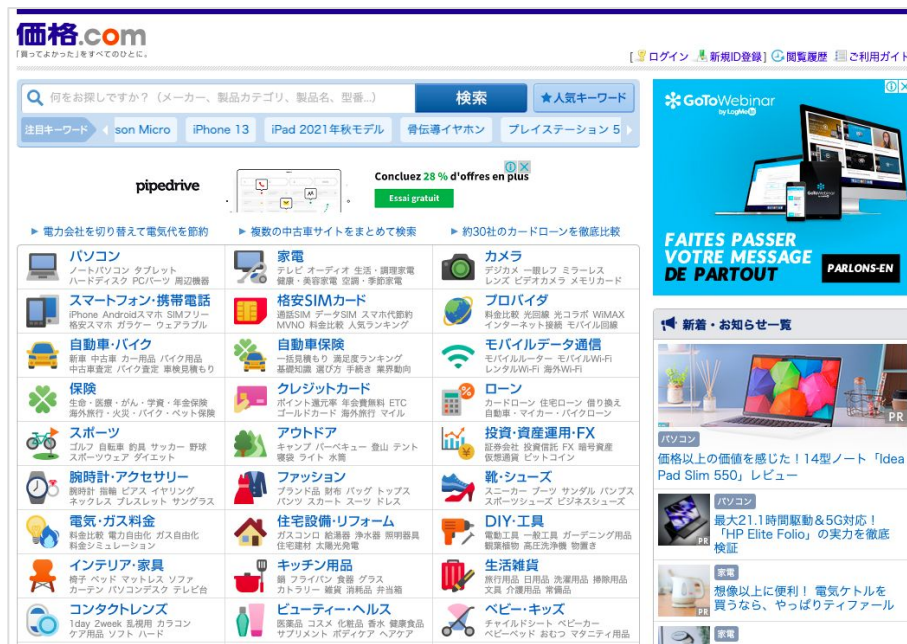 価格.com
「買ってよかった」をすべてのひとに。
[ ログイン 新規ID登録 ] 閲覧履歴 ご利用ガイド
何をお探しですか？（メーカー、製品カテゴリ、製品名、型番...）
検索
★人気キーワード
注目キーワード
son Micro
iPhone 13
iPad 2021年秋モデル
骨伝導イヤホン
プレイステーション 5
pipedrive
Concluez 28 % d'offres en plus
Essai gratuit
GoToWebinar
by LogMeIn
FAITES PASSER
VOTRE MESSAGE
DE PARTOUT
PARLONS-EN
▶ 電力会社を切り替えて電気代を節約
▶ 複数の中古車サイトをまとめて検索
▶ 約30社のカードローンを徹底比較
パソコン
ノートパソコン タブレット
ハードディスク PCパーツ 周辺機器
家電
テレビ オーディオ 生活・調理家電
健康・美容家電 空調・季節家電
カメラ
デジカメ 一眼レフ ミラーレス
レンズ ビデオカメラ メモリカード
スマートフォン・携帯電話
iPhone Androidスマホ SIMフリー
格安スマホ ガラケー ウェアラブル
格安SIMカード
通話SIM データSIM スマホ代節約
MVNO 料金比較 人気ランキング
プロバイダ
料金比較 光回線 光コラボ WiMAX
インターネット接続 モバイル回線
自動車・バイク
新車 中古車 カー用品 バイク用品
中古車査定 バイク査定 車検見積もり
自動車保険
一括見積もり 満足度ランキング
基礎知識 選び方 手続き 業界動向
モバイルデータ通信
モバイルルーター モバイルWi-Fi
レンタルWi-Fi 海外Wi-Fi
保険
生命・医療・がん・学資・年金保険
海外旅行・火災・バイク・ペット保険
クレジットカード
ポイント還元率 年会費無料 ETC
ゴールドカード 海外旅行 マイル
ローン
カードローン 住宅ローン 借り換え
自動車・マイカー・バイクローン
スポーツ
ゴルフ 自転車 釣具 サッカー 野球
スポーツウェア ダイエット
アウトドア
キャンプ バーベキュー 登山 テント
寝袋 ライト 水筒
投資・資産運用・FX
証券会社 投資信託 FX 暗号資産
仮想通貨 ビットコイン
腕時計・アクセサリー
腕時計 指輪 ピアス イヤリング
ネックレス ブレスレット サングラス
ファッション
ブランド品 財布 バッグ トップス
パンツ スカート スーツ ドレス
靴・シューズ
スニーカー ブーツ サンダル パンプス
スポーツシューズ ビジネスシューズ
電気・ガス料金
料金比較 電力自由化 ガス自由化
料金シミュレーション
住宅設備・リフォーム
ガスコンロ 給湯器 浄水器 照明器具
住宅建材 太陽光発電
DIY・工具
電動工具 一般工具 ガーデニング用品
観葉植物 高圧洗浄機 物置き
インテリア・家具
椅子 ベッド マットレス ソファ
カーテン パソコンデスク テレビ台
キッチン用品
鍋 フライパン 食器 グラス
カトラリー 雑貨 消耗品 弁当箱
生活雑貨
旅行用品 日用品 洗濯用品 掃除用品
文具 介護用品 常備品
コンタクトレンズ
1day 2week 乱視用 カラコン
ケア用品 ソフト ハード
ビューティー・ヘルス
医薬品 コスメ 化粧品 香水 健康食品
サプリメント ボディケア ヘアケア
ベビー・キッズ
チャイルドシート ベビーカー
ベビーベッド おむつ マタニティ用品
新着・お知らせ一覧
PR
パソコン
価格以上の価値を感じた！14型ノート「Idea
Pad Slim 550」レビュー
PR
パソコン
最大21.1時間駆動&5G対応！
「HP Elite Folio」の実力を徹底
検証
PR
家電
想像以上に便利！ 電気ケトルを
買うなら、やっぱりティファール
家電